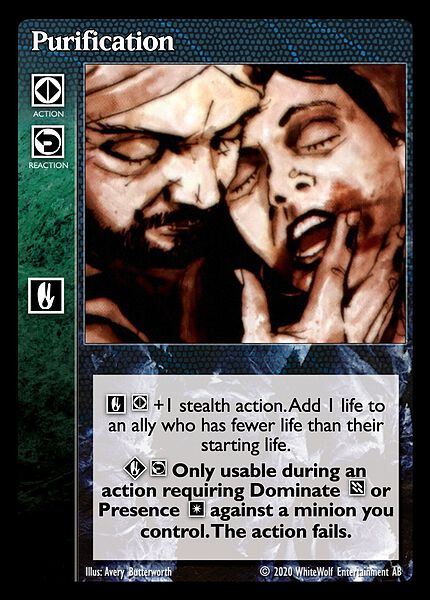 Purification
ACTION
REACTION
+1 stealth action. Add 1 life to
an ally who has fewer life than their
starting life.
Only usable during an
action requiring Dominate or
Presence against a minion you
control. The action fails.
Illus: Avery Butterworth © 2020 WhiteWolf Entertainment AB